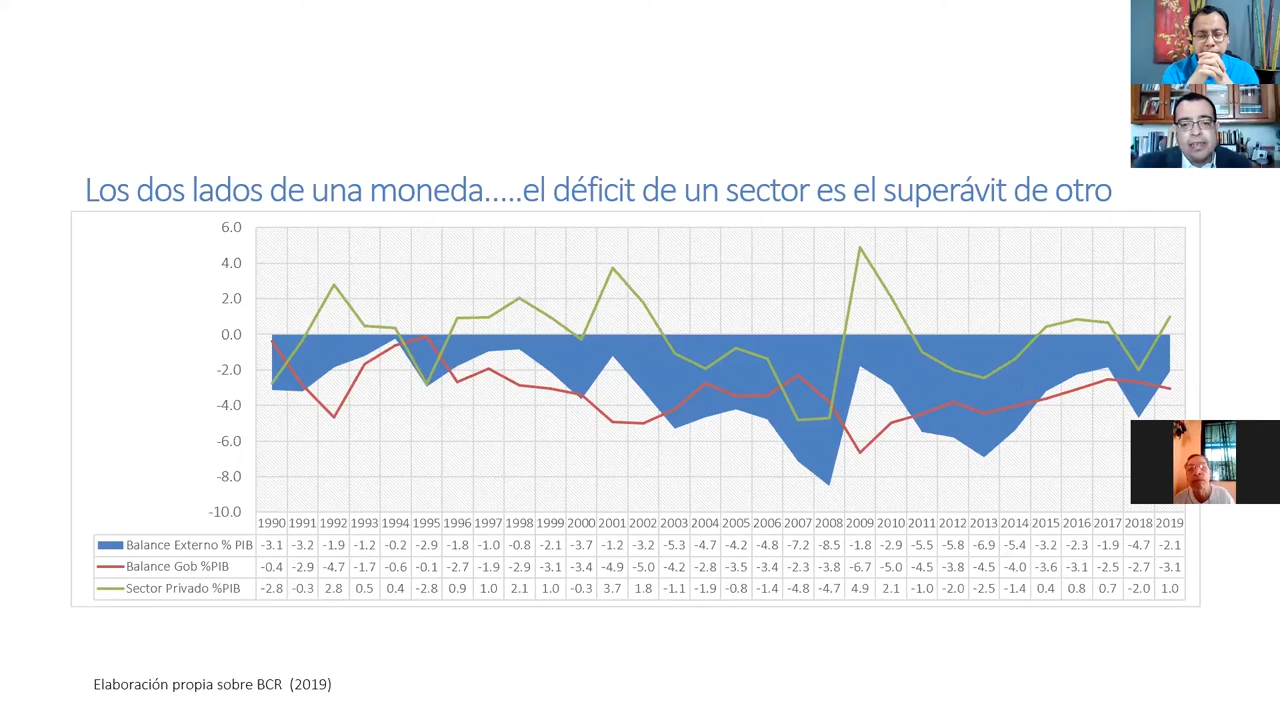 Los dos lados de una moneda.....el déficit de un sector es el superávit de otro
6.0
4.0
2.0
0.0
-2.0
-4.0
-6.0
-8.0
-10.0
1990 1991 1992 1993 1994 1995 1996 1997 1998 1999 2000 2001 2002 2003 2004 2005 2006 2007 2008 2009 2010 2011 2012 2013 2014 2015 2016 2017 2018 2019
Balance Externo % PIB -3.1 -3.2 -1.9 -1.2 -0.2 -2.9 -1.8 -1.0 -0.8 -2.1 -3.7 -1.2 -3.2 -5.3 -4.7 -4.2 -4.8 -7.2 -8.5 -1.8 -2.9 -5.5 -5.8 -6.9 -5.4 -3.2 -2.3 -1.9 -4.7 -2.1
Balance Gob %PIB -0.4 -2.9 -4.7 -1.7 -0.6 -0.1 -2.7 -1.9 -2.9 -3.1 -3.4 -4.9 -5.0 -4.2 -2.8 -3.5 -3.4 -2.3 -3.8 -6.7 -5.0 -4.5 -3.8 -4.5 -4.0 -3.6 -3.1 -2.5 -2.7 -3.1
Sector Privado %PIB -2.8 -0.3 2.8 0.5 0.4 -2.8 0.9 1.0 2.1 1.0 -0.3 3.7 1.8 -1.1 -1.9 -0.8 -1.4 -4.8 -4.7 4.9 2.1 -1.0 -2.0 -2.5 -1.4 0.4 0.8 0.7 -2.0 1.0
Elaboración propia sobre BCR (2019)